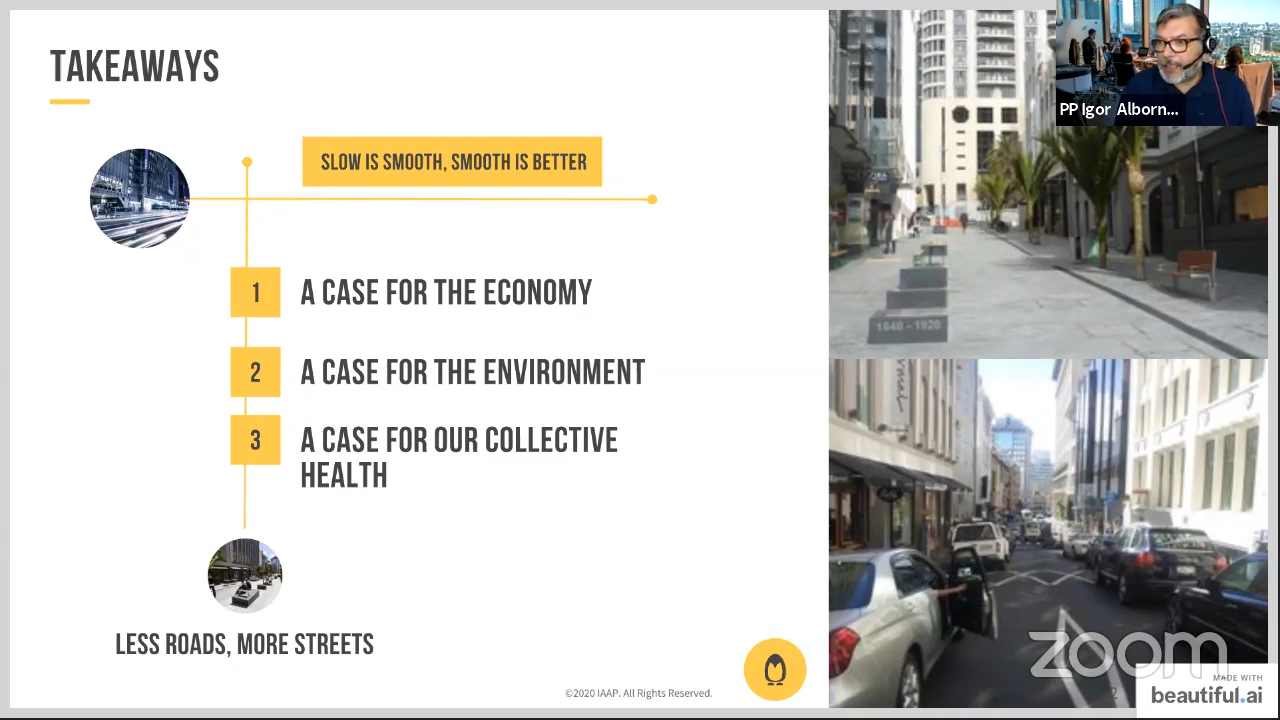 TAKEAWAYS
SLOW IS SMOOTH, SMOOTH IS BETTER
1
A CASE FOR THE ECONOMY
2
A CASE FOR THE ENVIRONMENT
3
A CASE FOR OUR COLLECTIVE
HEALTH
LESS ROADS, MORE STREETS
©2020 IAAP. All Rights Reserved.
PP Igor Alborn...
1840 - 1920
zoom
2
MADE WITH
beautiful.ai